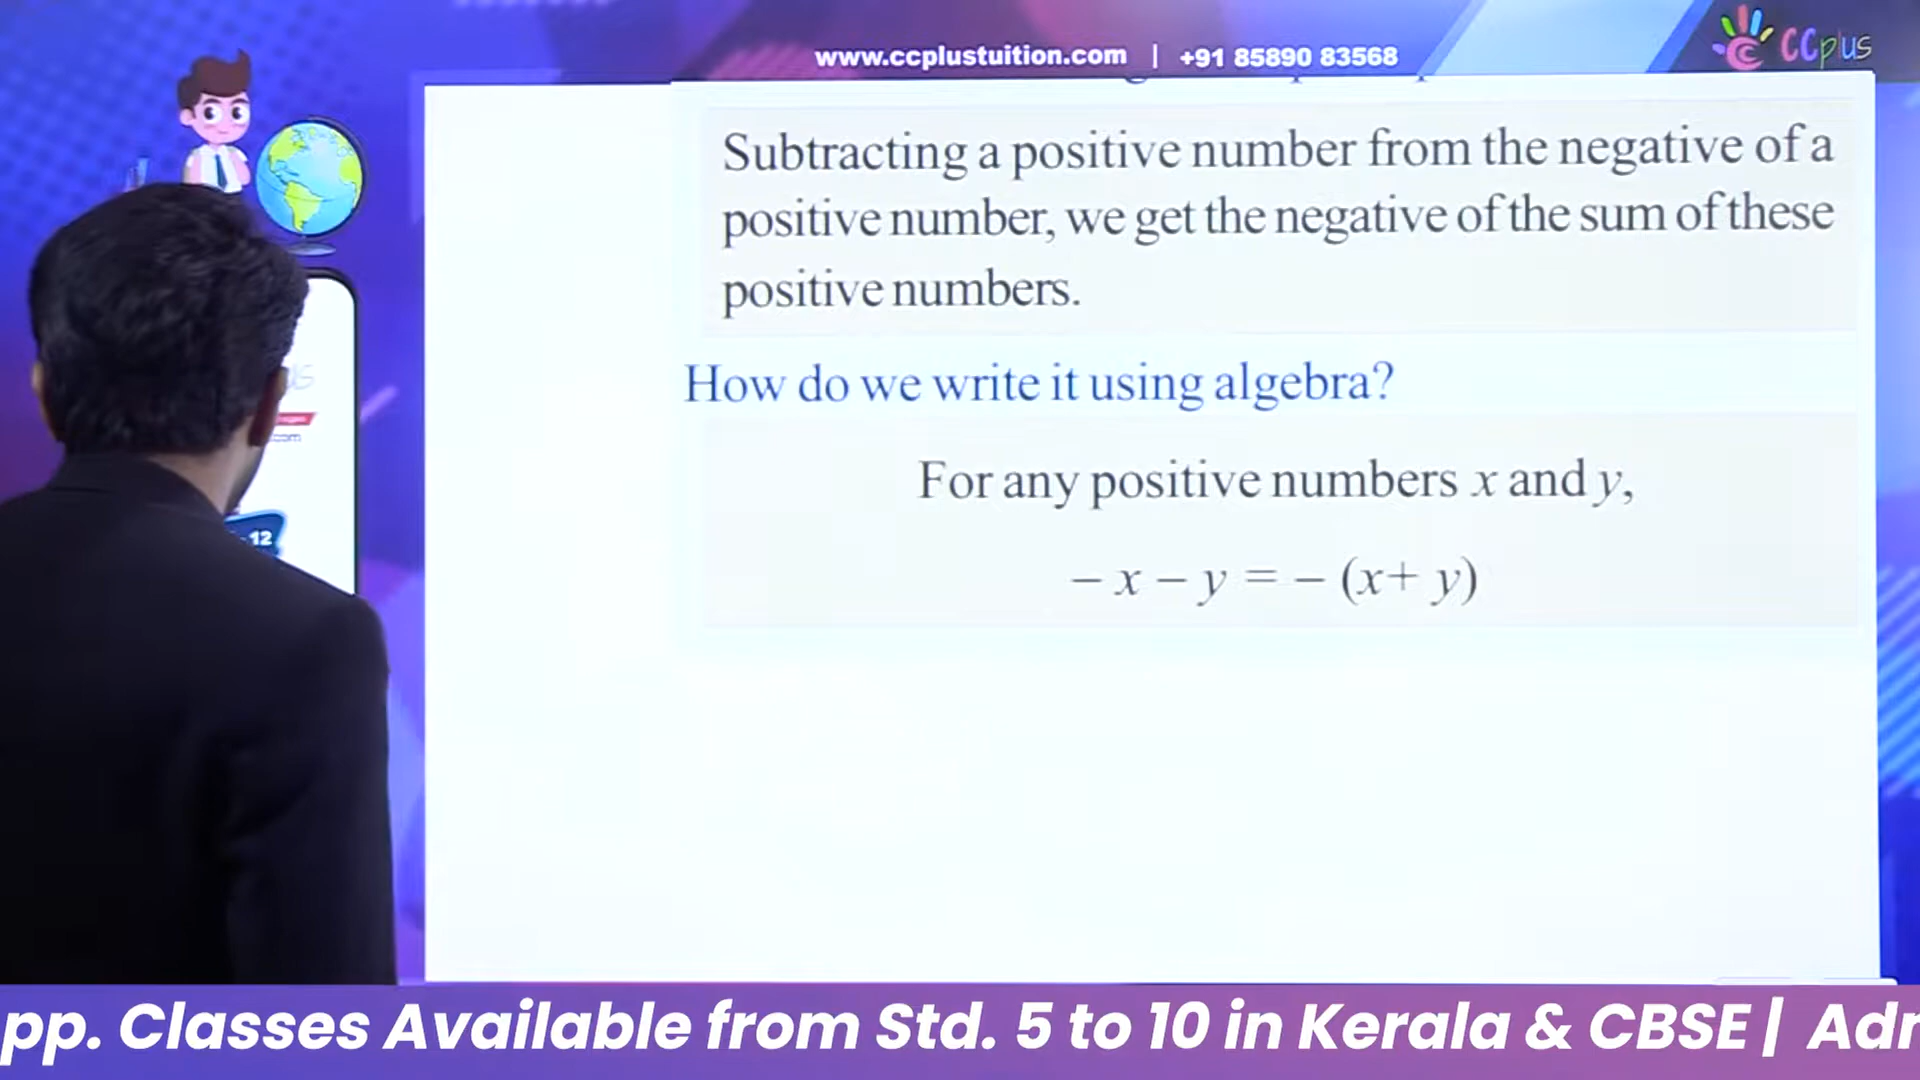 www.ccplustuition.com | +91 85890 83568
CCplus
Subtracting a positive number from the negative of a
positive number, we get the negative of the sum of these
positive numbers.
How do we write it using algebra?
For any positive numbers x and y,
– x – y = – (x+ y)
12
com
pp. Classes Available from Std. 5 to 10 in Kerala & CBSE | Adr